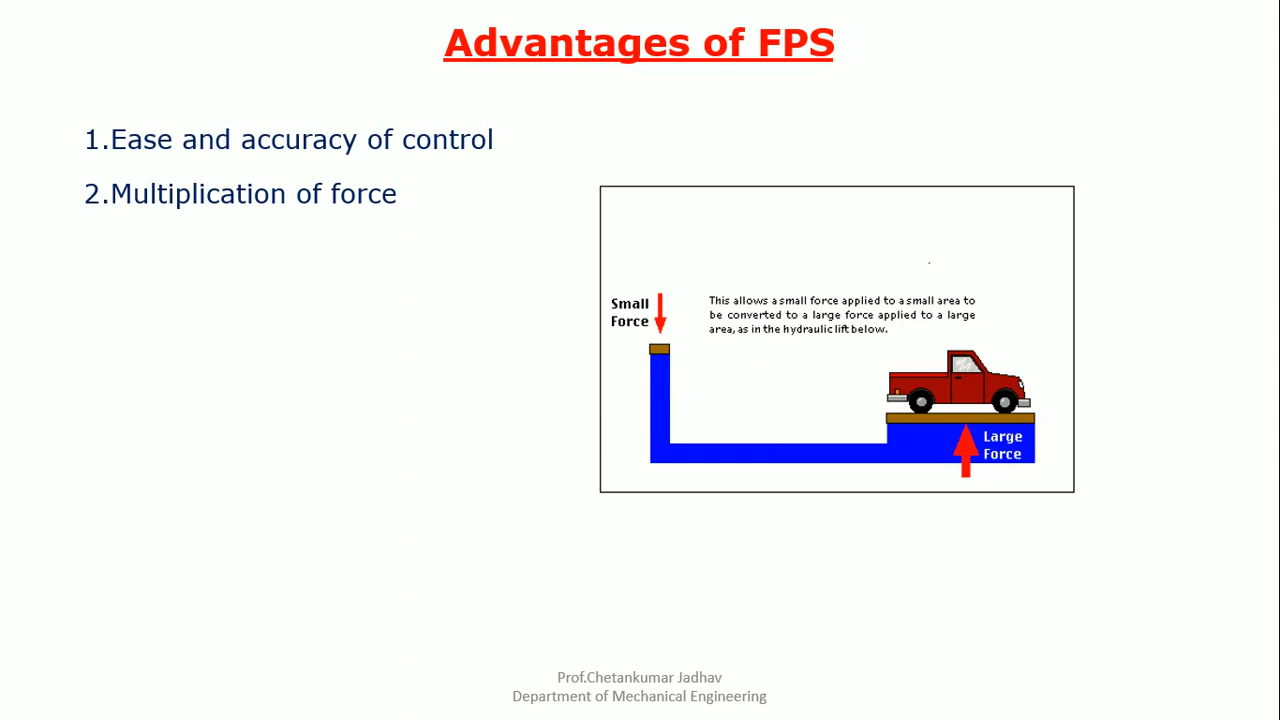 Advantages of FPS
1.Ease and accuracy of control
2.Multiplication of force
Small
Force
This allows a small force applied to a small area to
be converted to a large force applied to a large
area, as in the hydraulic lift below.
Large
Force
Prof.Chetankumar Jadhav
Department of Mechanical Engineering